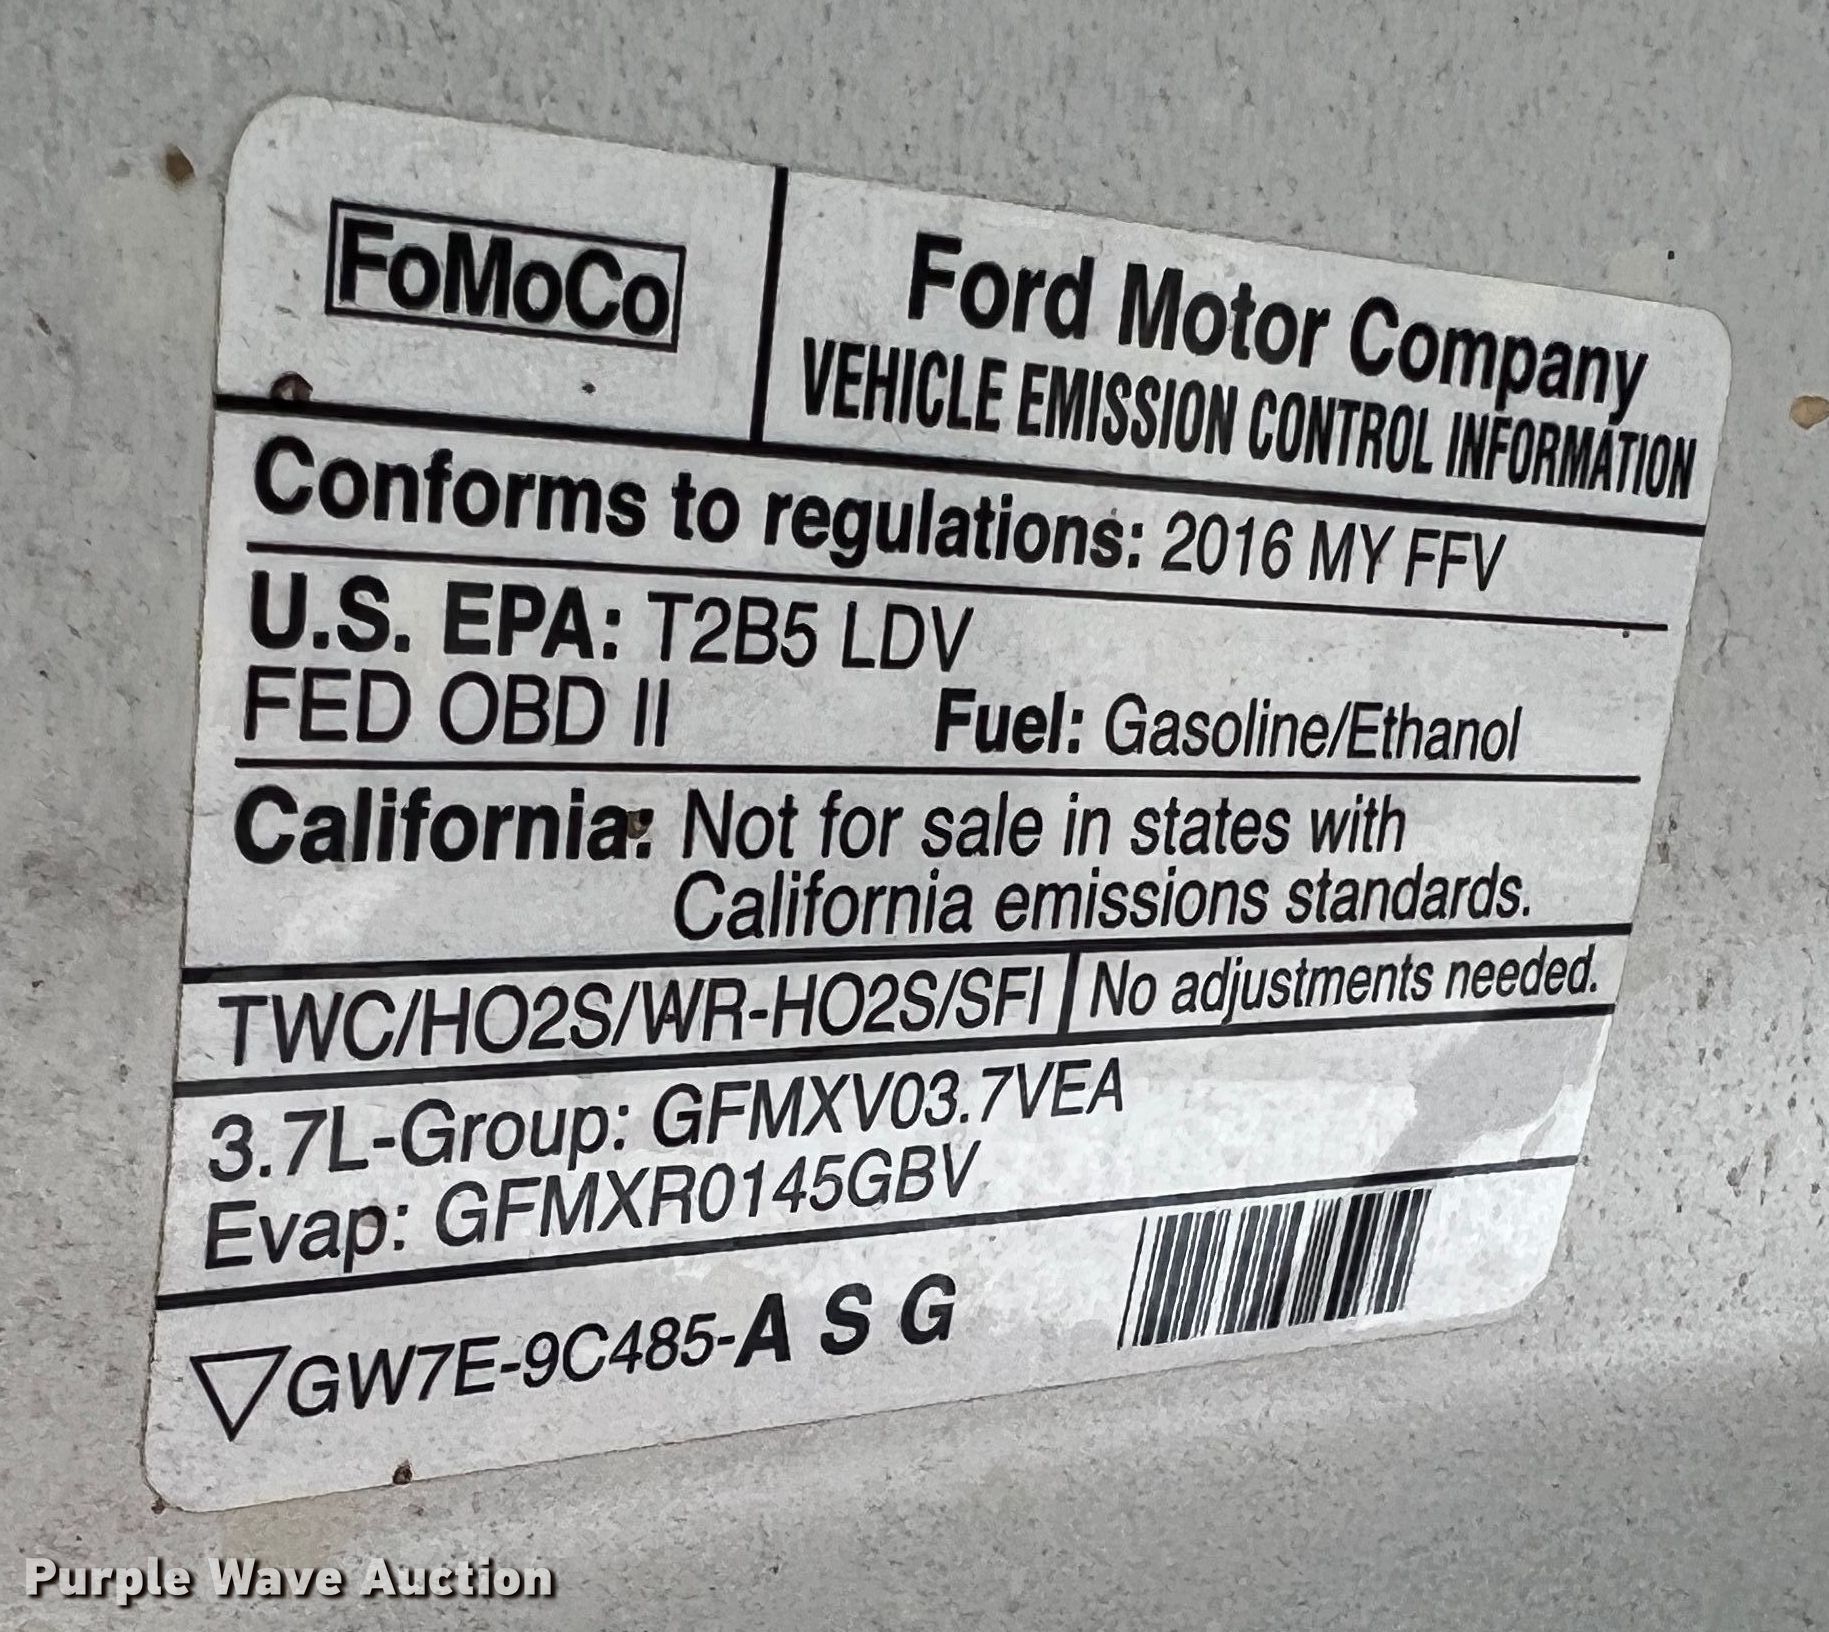 FoMoCo
Ford Motor Company
VEHICLE EMISSION CONTROL INFORMATION
Conforms to regulations: 2016 MY FFV
U.S. EPA: T2B5 LDV
FED OBD II Fuel: Gasoline/Ethanol
California: Not for sale in states with
California emissions standards.
TWC/HO2S/WR-HO2S/SFI No adjustments needed.
3.7L-Group: GFMXV03.7VEA
Evap: GFMXR0145GBV
GW7E-9C485-A S G
Purple Wave Auction